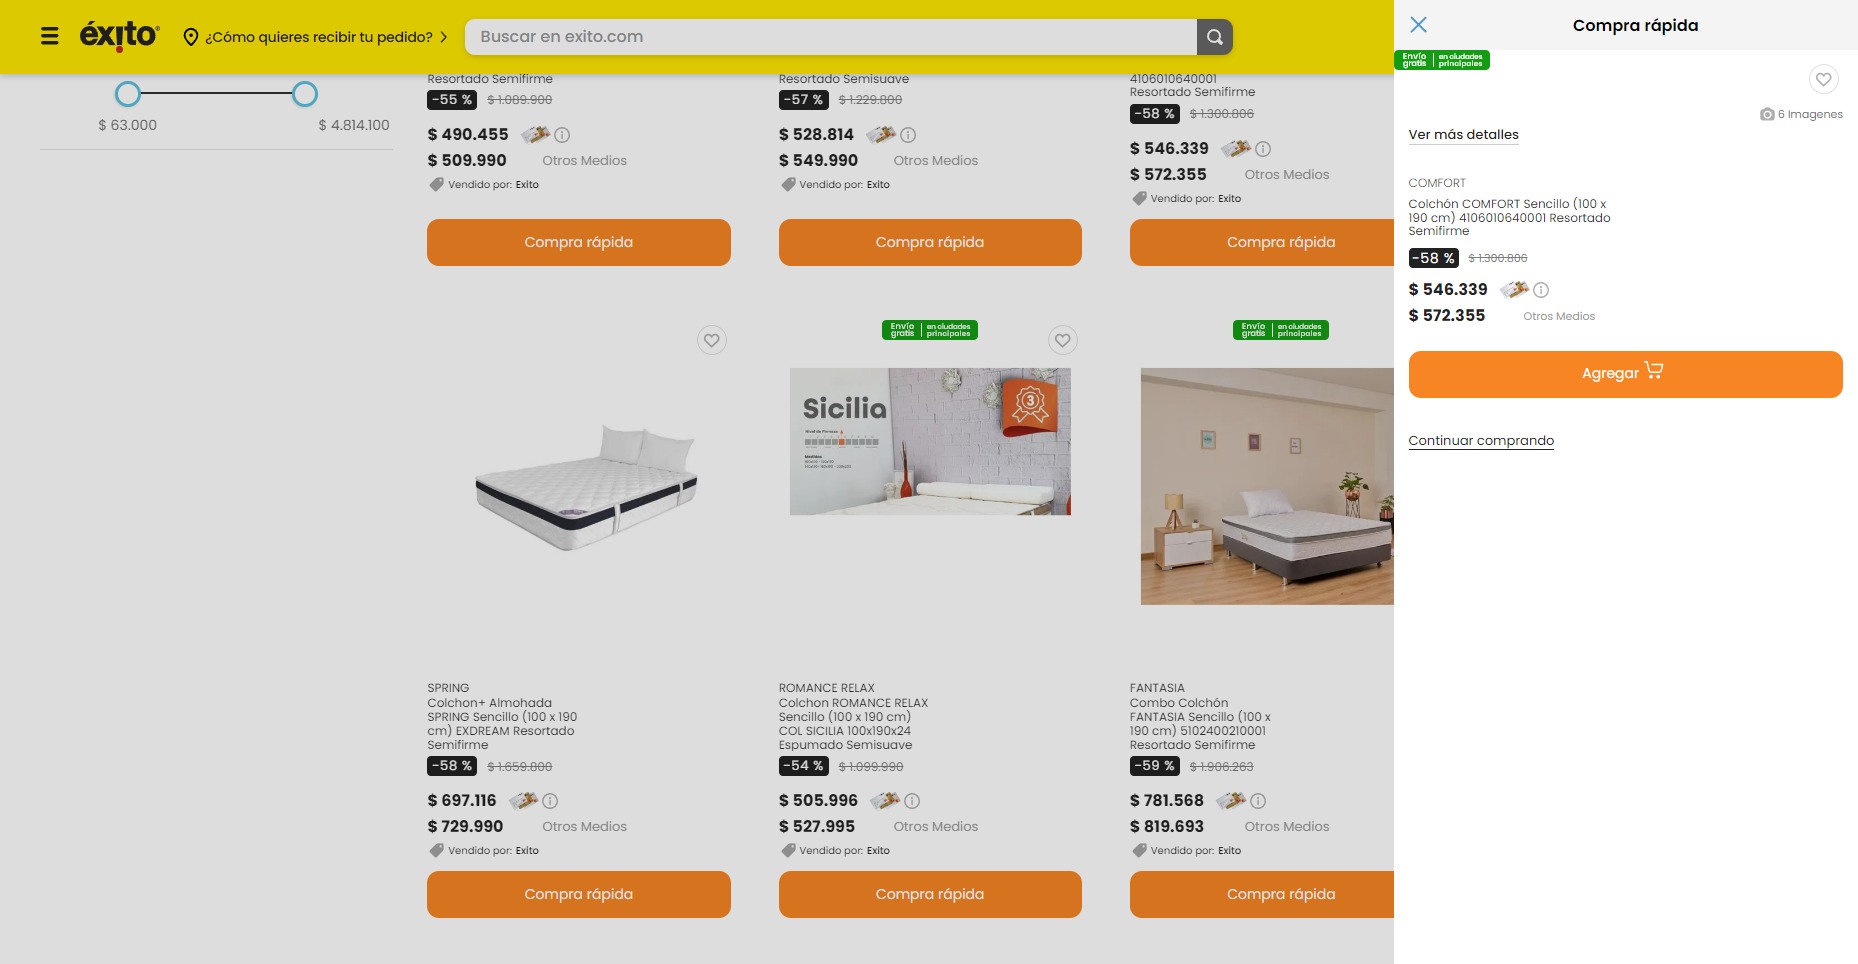 éxito
¿Cómo quieres recibir tu pedido?
Buscar en exito.com
$ 63.000
$ 4.814.100
Resortado Semifirme
-55 % $ 1.089.900
$ 490.455
$ 509.990 Otros Medios
Vendido por: Exito
Compra rápida
Resortado Semisuave
-57 % $ 1.229.800
$ 528.814
$ 549.990 Otros Medios
Vendido por: Exito
Compra rápida
4106010640001
Resortado Semifirme
-58 % $ 1.300.806
$ 546.339
$ 572.355 Otros Medios
Vendido por: Exito
Compra rápida
SPRING
Colchon+ Almohada
SPRING Sencillo (100 x 190
cm) EXDREAM Resortado
Semifirme
-58 % $ 1.659.800
$ 697.116
$ 729.990 Otros Medios
Vendido por: Exito
Compra rápida
Envío gratis en ciudades principales
Sicilia
Nivel de Firmeza
Medidas
3
ROMANCE RELAX
Colchon ROMANCE RELAX
Sencillo (100 x 190 cm)
COL SICILIA 100x190x24
Espumado Semisuave
-54 % $ 1.099.990
$ 505.996
$ 527.995 Otros Medios
Vendido por: Exito
Compra rápida
Envío gratis en ciudades principales
FANTASIA
Combo Colchón
FANTASIA Sencillo (100 x
190 cm) 5102400210001
Resortado Semifirme
-59 % $ 1.906.263
$ 781.568
$ 819.693 Otros Medios
Vendido por: Exito
Compra rápida
Compra rápida
Envío gratis en ciudades principales
6 Imagenes
Ver más detalles
COMFORT
Colchón COMFORT Sencillo (100 x
190 cm) 4106010640001 Resortado
Semifirme
-58 % $ 1.300.806
$ 546.339
$ 572.355 Otros Medios
Agregar
Continuar comprando